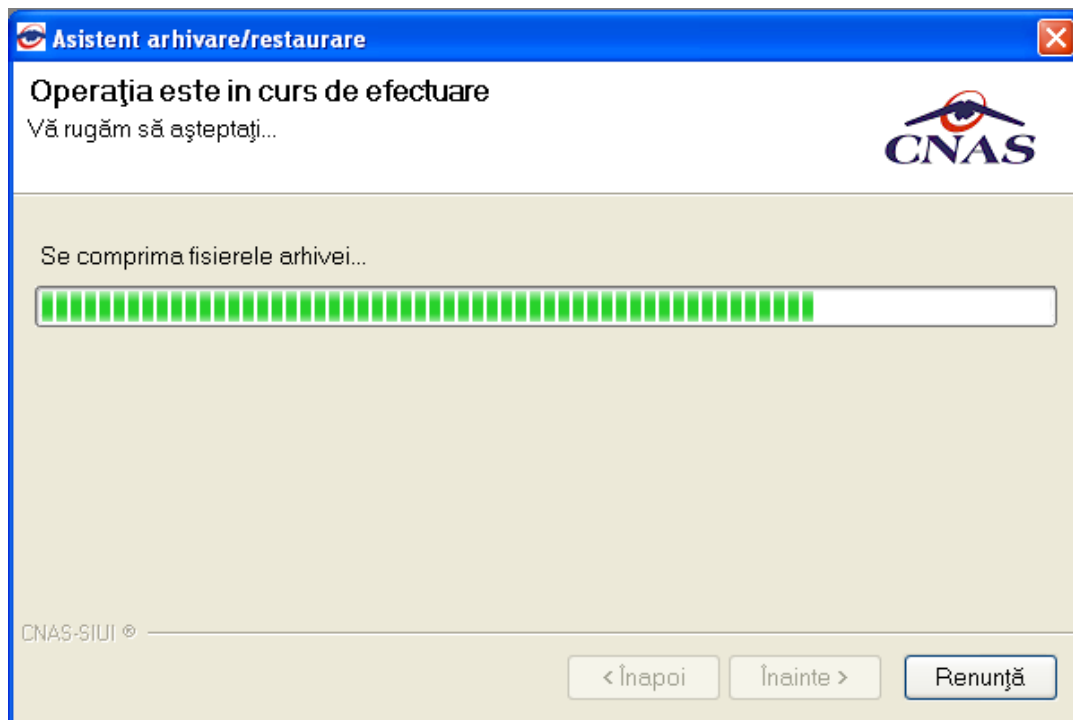 Asistent arhivare/restaurare
Operaţia este in curs de efectuare
Vă rugăm să aşteptaţi...
CNAS
Se comprima fisierele arhivei...
CNAS-SIUI ®
< Înapoi
Înainte >
Renunţă